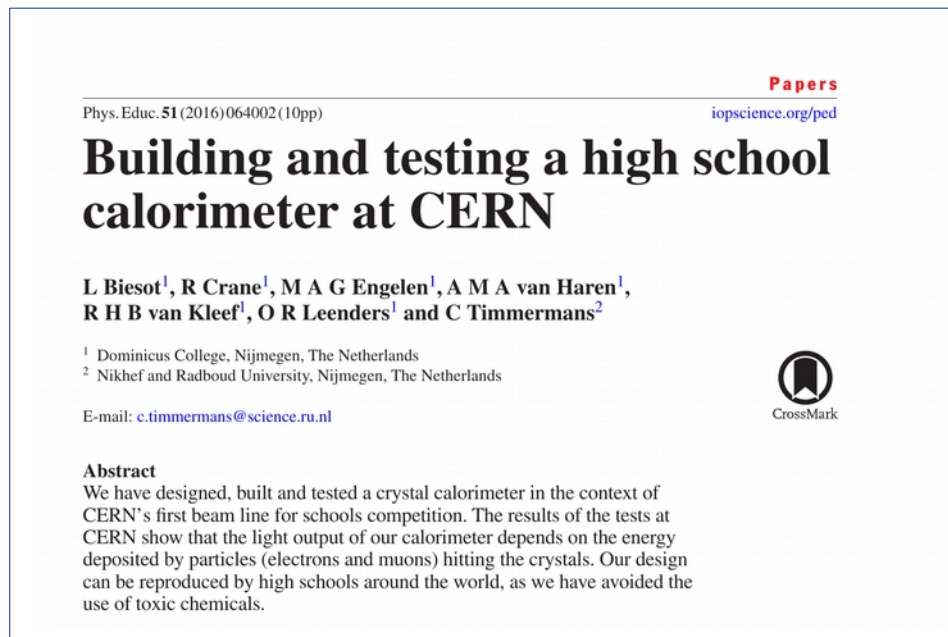 Papers
Phys. Educ. 51 (2016) 064002 (10pp)
iopscience.org/ped
Building and testing a high school
calorimeter at CERN
L Biesot1, R Crane1, M A G Engelen1, A M A van Haren1,
R H B van Kleef1, O R Leenders1 and C Timmermans2
1 Dominicus College, Nijmegen, The Netherlands
2 Nikhef and Radboud University, Nijmegen, The Netherlands
CrossMark
E-mail: c.timmermans@science.ru.nl
Abstract
We have designed, built and tested a crystal calorimeter in the context of
CERN's first beam line for schools competition. The results of the tests at
CERN show that the light output of our calorimeter depends on the energy
deposited by particles (electrons and muons) hitting the crystals. Our design
can be reproduced by high schools around the world, as we have avoided the
use of toxic chemicals.